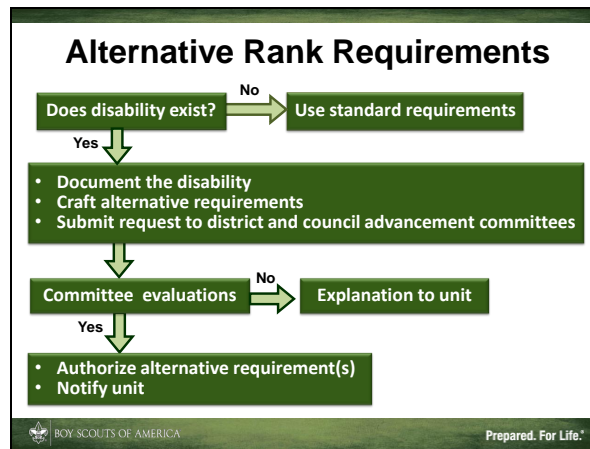 Alternative Rank Requirements
No
Does disability exist?
Use standard requirements
Yes
• Document the disability
• Craft alternative requirements
• Submit request to district and council advancement committees
No
Committee evaluations
Explanation to unit
Yes
• Authorize alternative requirement(s)
• Notify unit
BOY SCOUTS OF AMERICA
Prepared. For Life.®